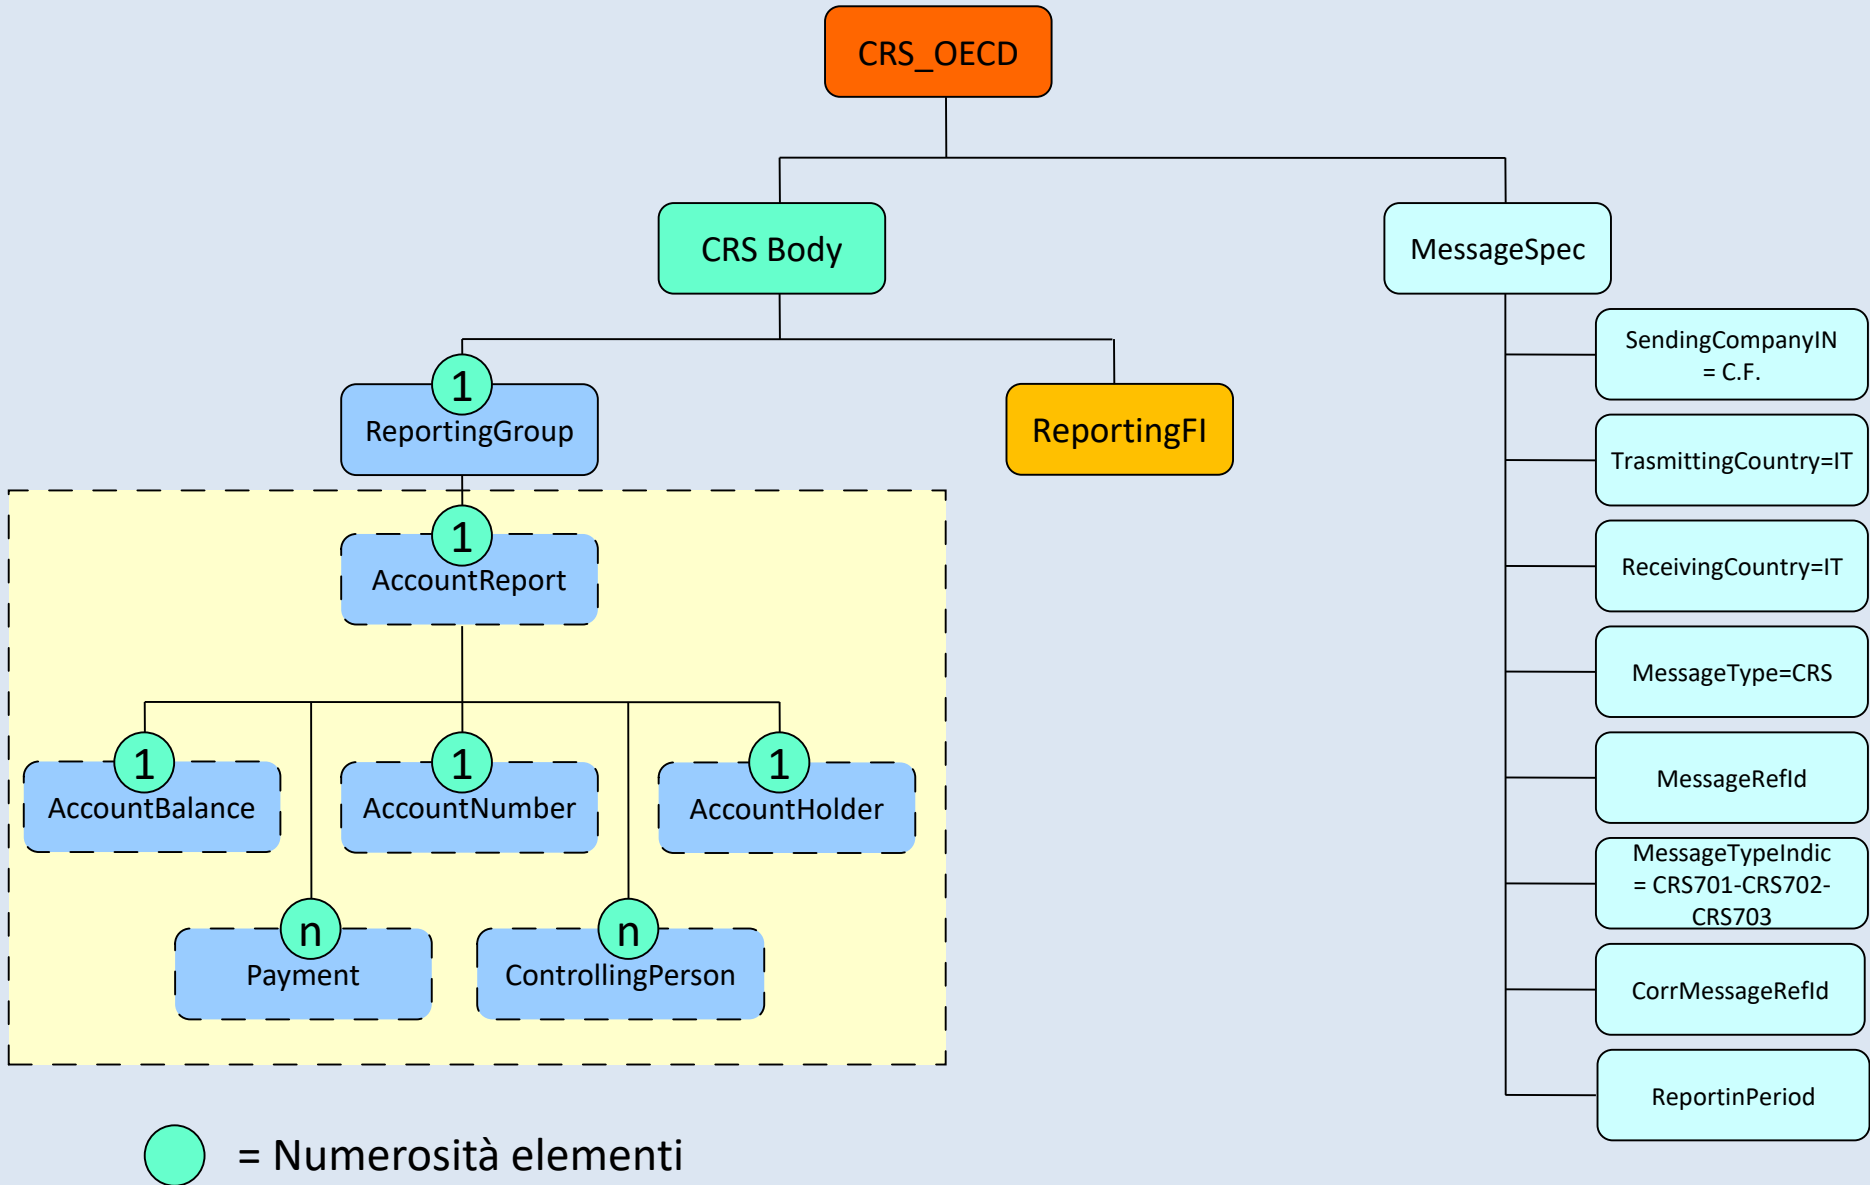 CRS_OECD
CRS Body
MessageSpec
1
ReportingGroup
ReportingFI
1
AccountReport
1
AccountBalance
1
AccountNumber
1
AccountHolder
n
Payment
n
ControllingPerson
SendingCompanyIN
= C.F.
TrasmittingCountry=IT
ReceivingCountry=IT
MessageType=CRS
MessageRefId
MessageTypeIndic
= CRS701-CRS702-
CRS703
CorrMessageRefId
ReportinPeriod
= Numerosità elementi